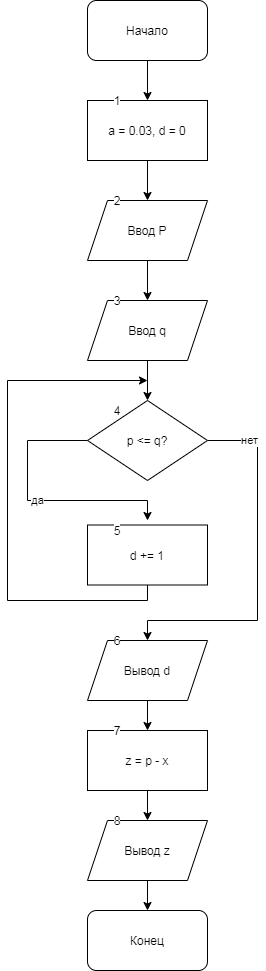 Начало
1
a = 0.03, d = 0
2
Ввод P
3
Ввод q
4
p <= q?
нет
да
5
d += 1
6
Вывод d
7
z = p - x
8
Вывод z
Конец